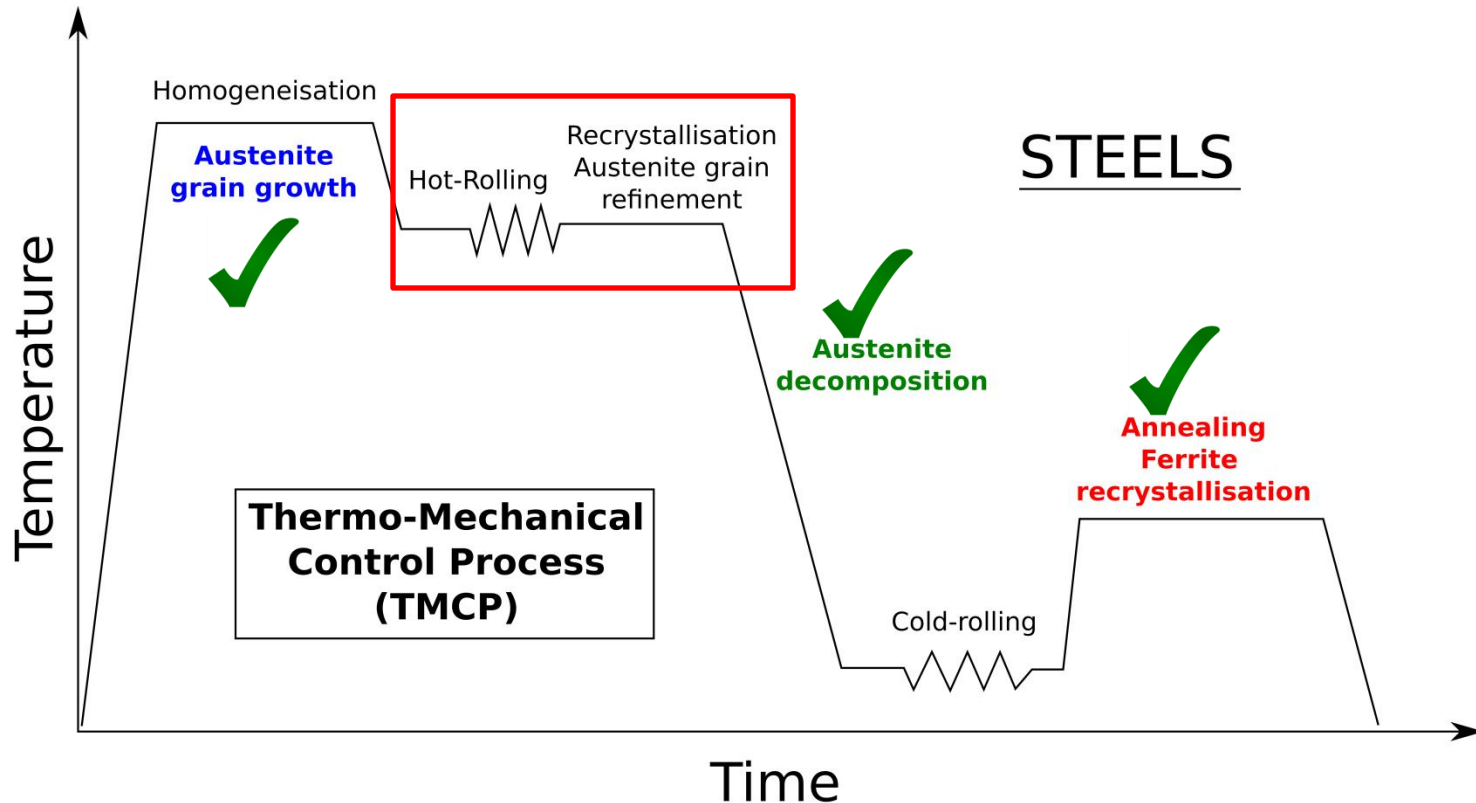 Homogeneisation
Austenite
grain growth
Hot-Rolling
Recrystallisation
Austenite grain
refinement
STEELS
Austenite
decomposition
Annealing
Ferrite
recrystallisation
Thermo-Mechanical
Control Process
(TMCP)
Cold-rolling
Temperature
Time